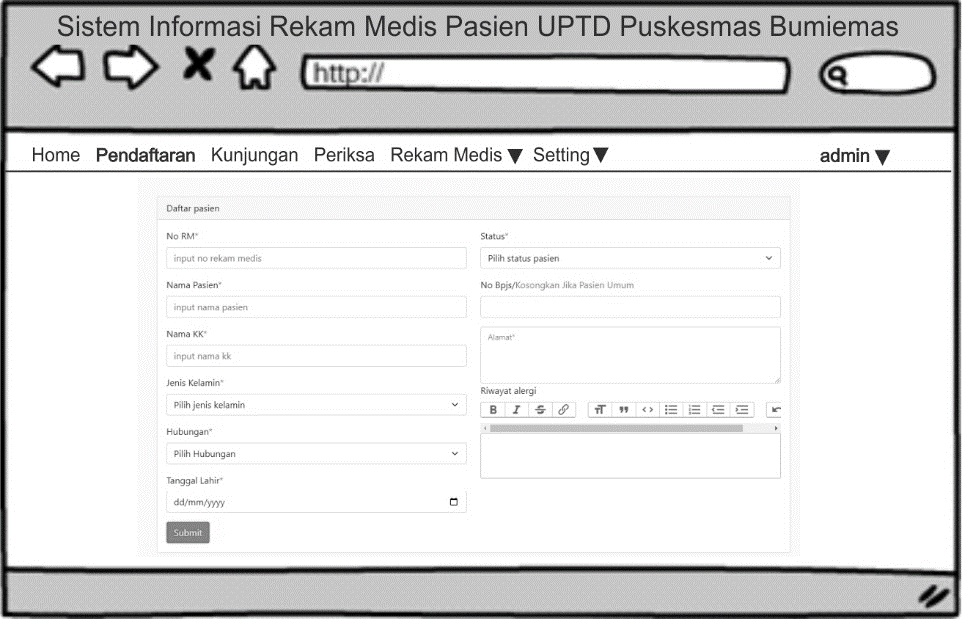 Sistem Informasi Rekam Medis Pasien UPTD Puskesmas Bumiemas
http://
Home Pendaftaran Kunjungan Periksa Rekam Medis ▼ Setting ▼ admin ▼
Daftar pasien
No RM*
input no rekam medis
Nama Pasien*
input nama pasien
Nama KK*
input nama kk
Jenis Kelamin*
Pilih jenis kelamin
Hubungan*
Pilih Hubungan
Tanggal Lahir*
dd/mm/yyyy
Submit
Status*
Pilih status pasien
No Bpjs/Kosongkan Jika Pasien Umum
Alamat*
Riwayat alergi